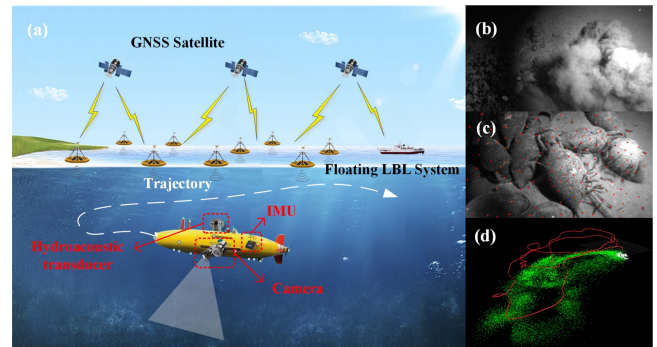 (a)
GNSS Satellite
Floating LBL System
Trajectory
IMU
Hydroacoustic
transducer
Camera
(b)
(c)
(d)